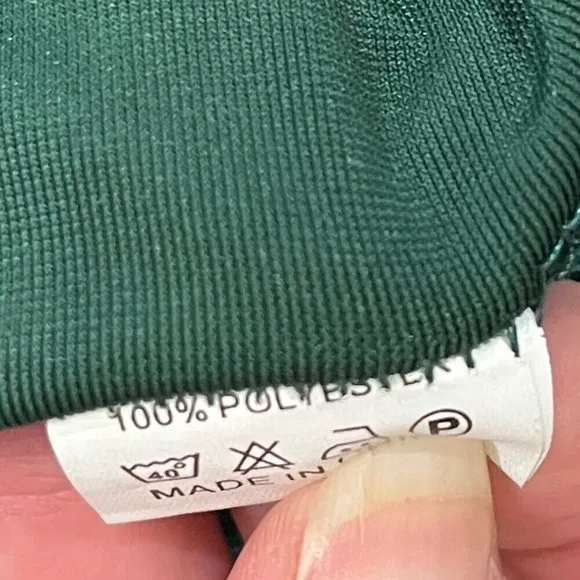 100% POLYESTER
40°
P
MADE IN